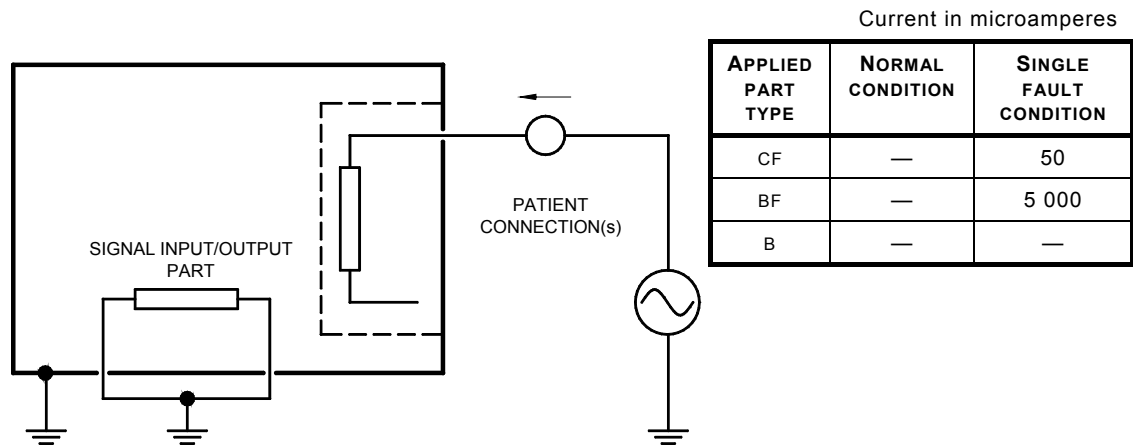 Current in microamperes
APPLIED PART TYPE
NORMAL CONDITION
SINGLE FAULT CONDITION
CF — 50
BF — 5 000
B — —
PATIENT
CONNECTION(s)
SIGNAL INPUT/OUTPUT
PART